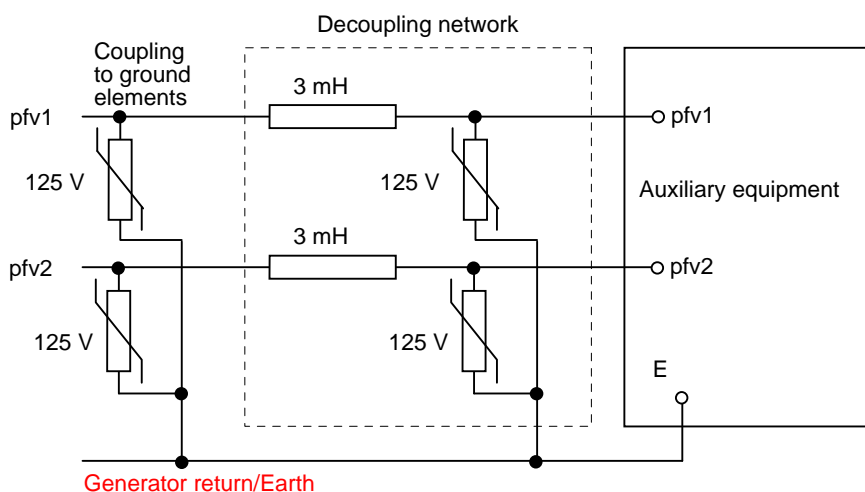 Decoupling network
Coupling
to ground
elements
3 mH
pfv1
pfv1
125 V
125 V
Auxiliary equipment
3 mH
pfv2
pfv2
125 V
125 V
E
Generator return/Earth